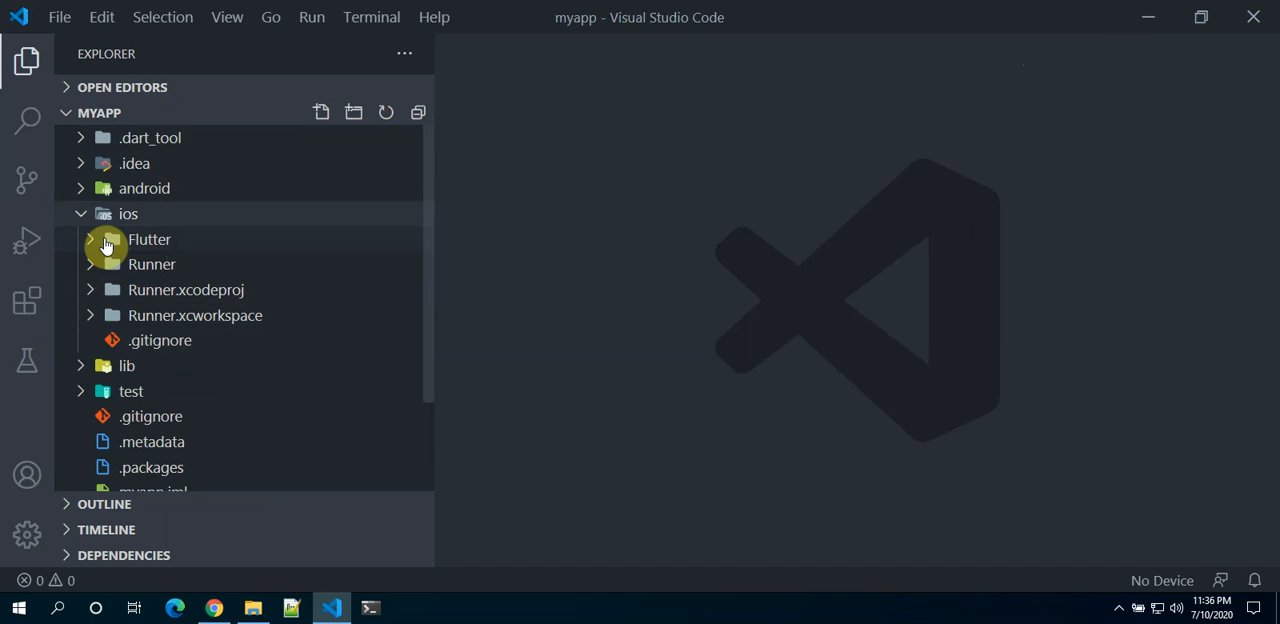 File Edit Selection View Go Run Terminal Help
myapp - Visual Studio Code
EXPLORER
OPEN EDITORS
MYAPP
.dart_tool
.idea
android
ios
Flutter
Runner
Runner.xcodeproj
Runner.xcworkspace
.gitignore
lib
test
.gitignore
.metadata
.packages
myapp.iml
OUTLINE
TIMELINE
DEPENDENCIES
0 0
No Device
11:36 PM
7/10/2020